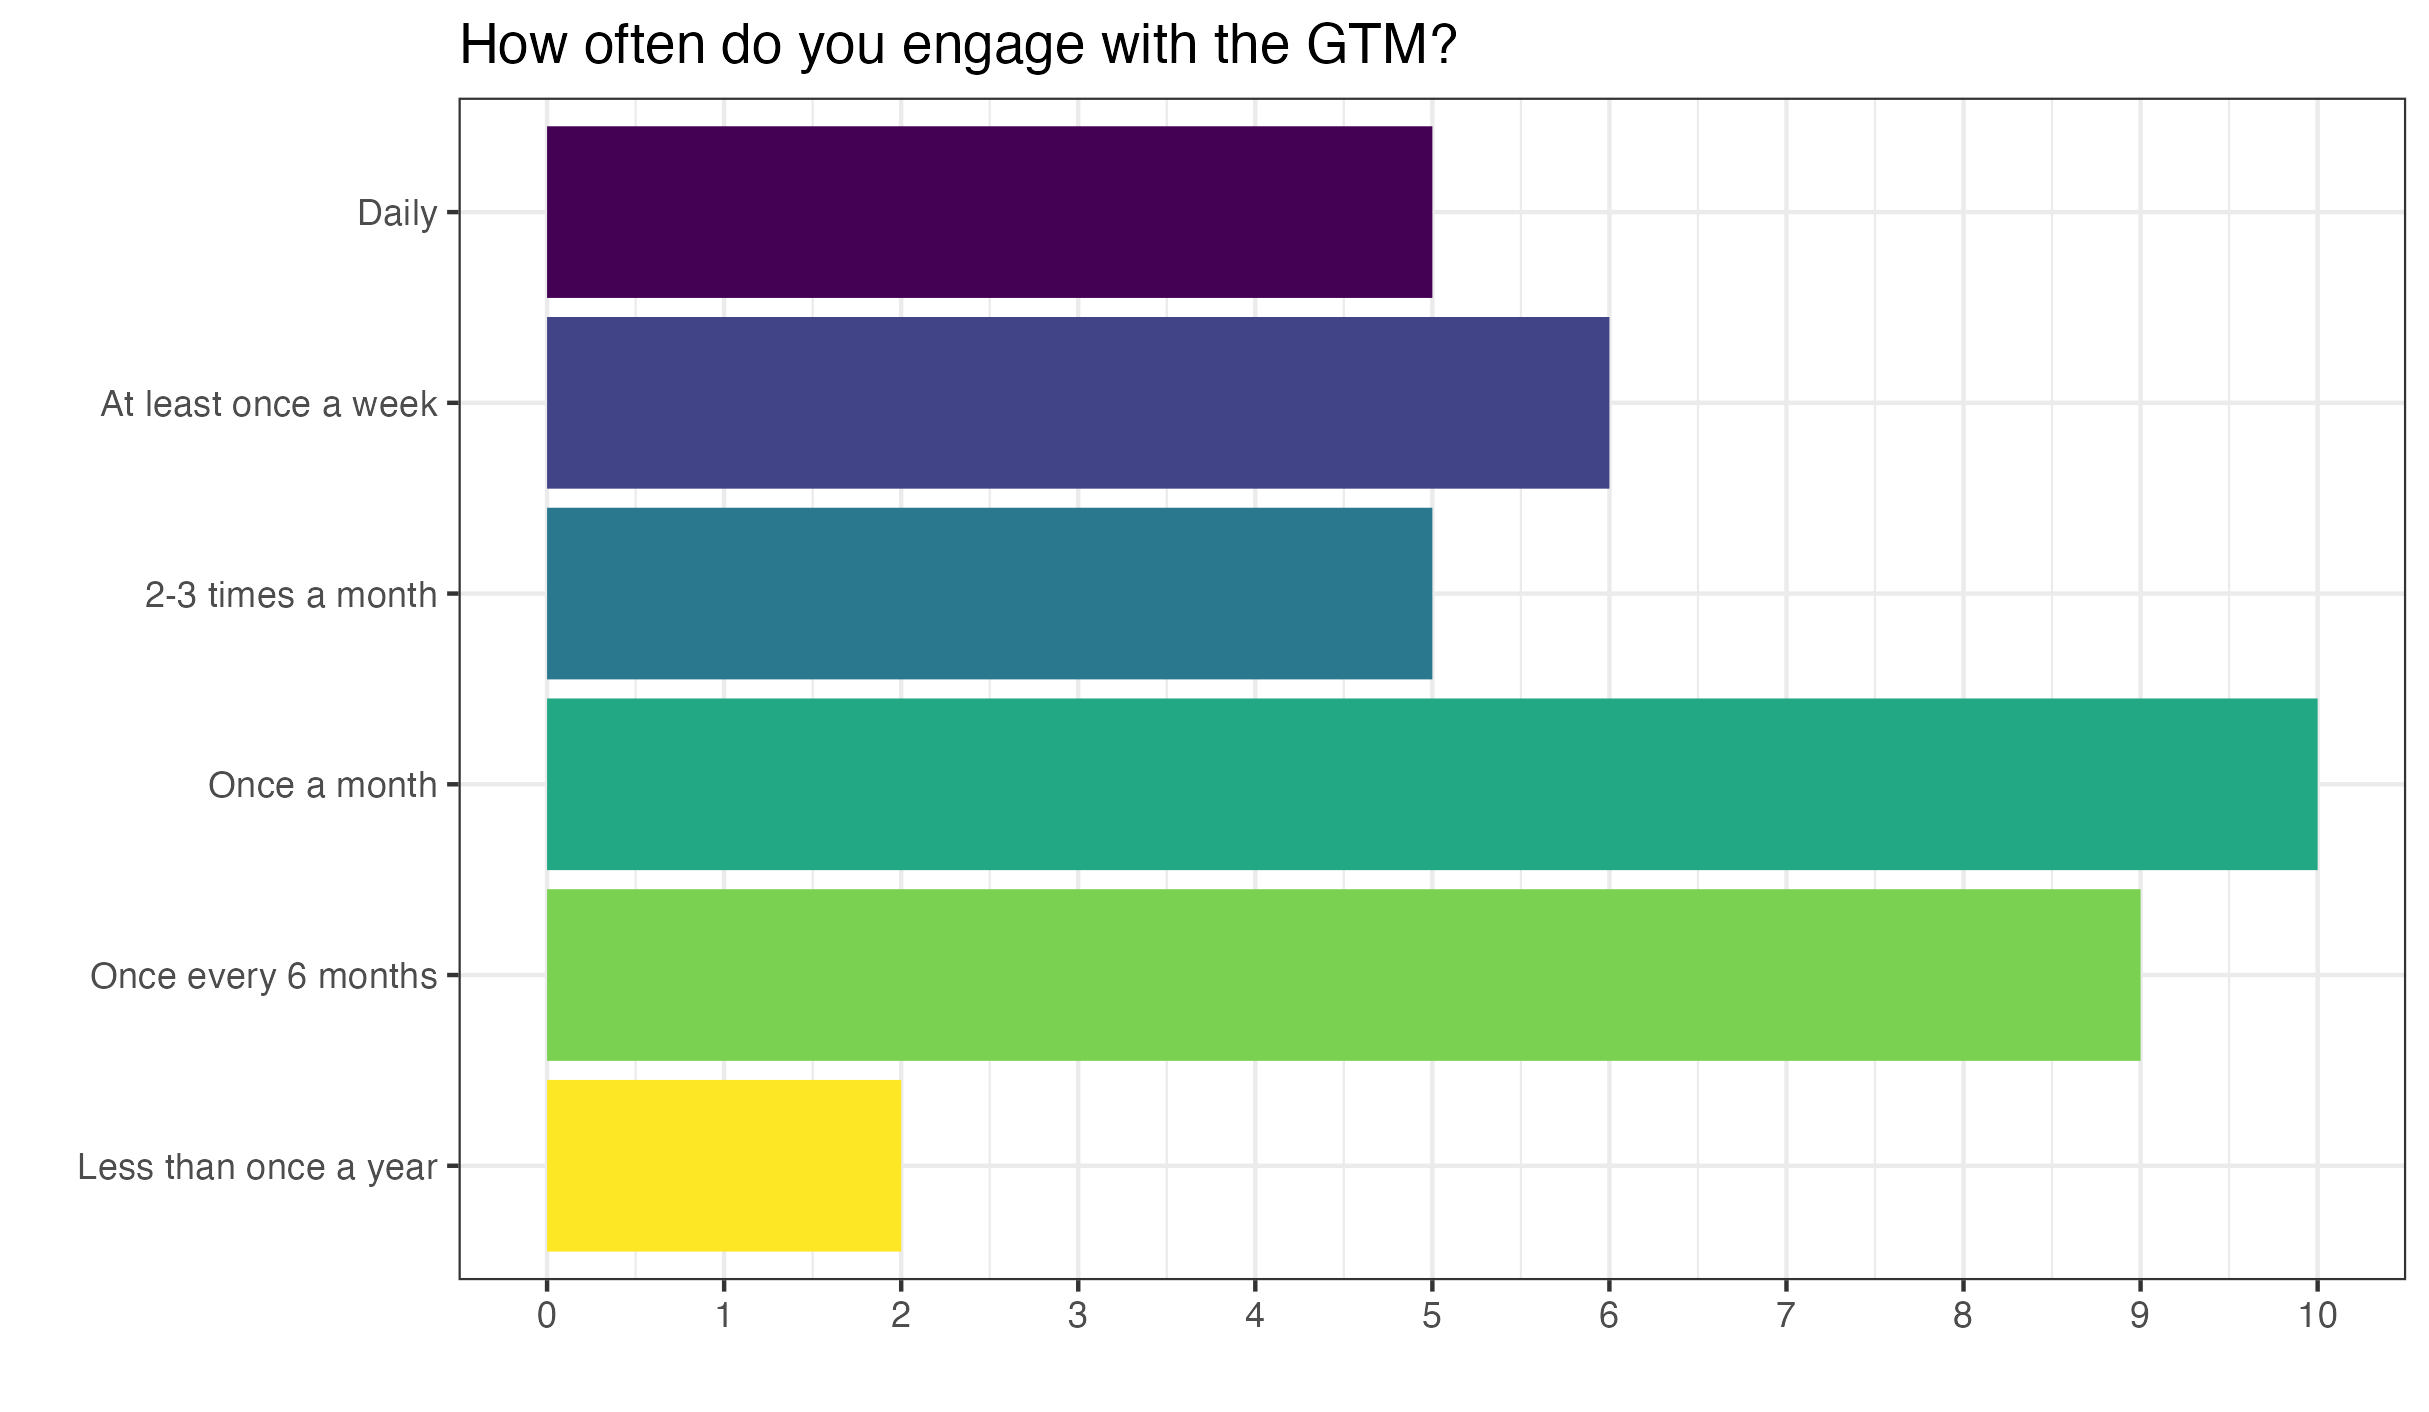 How often do you engage with the GTM?
Daily
At least once a week
2-3 times a month
Once a month
Once every 6 months
Less than once a year
0 1 2 3 4 5 6 7 8 9 10